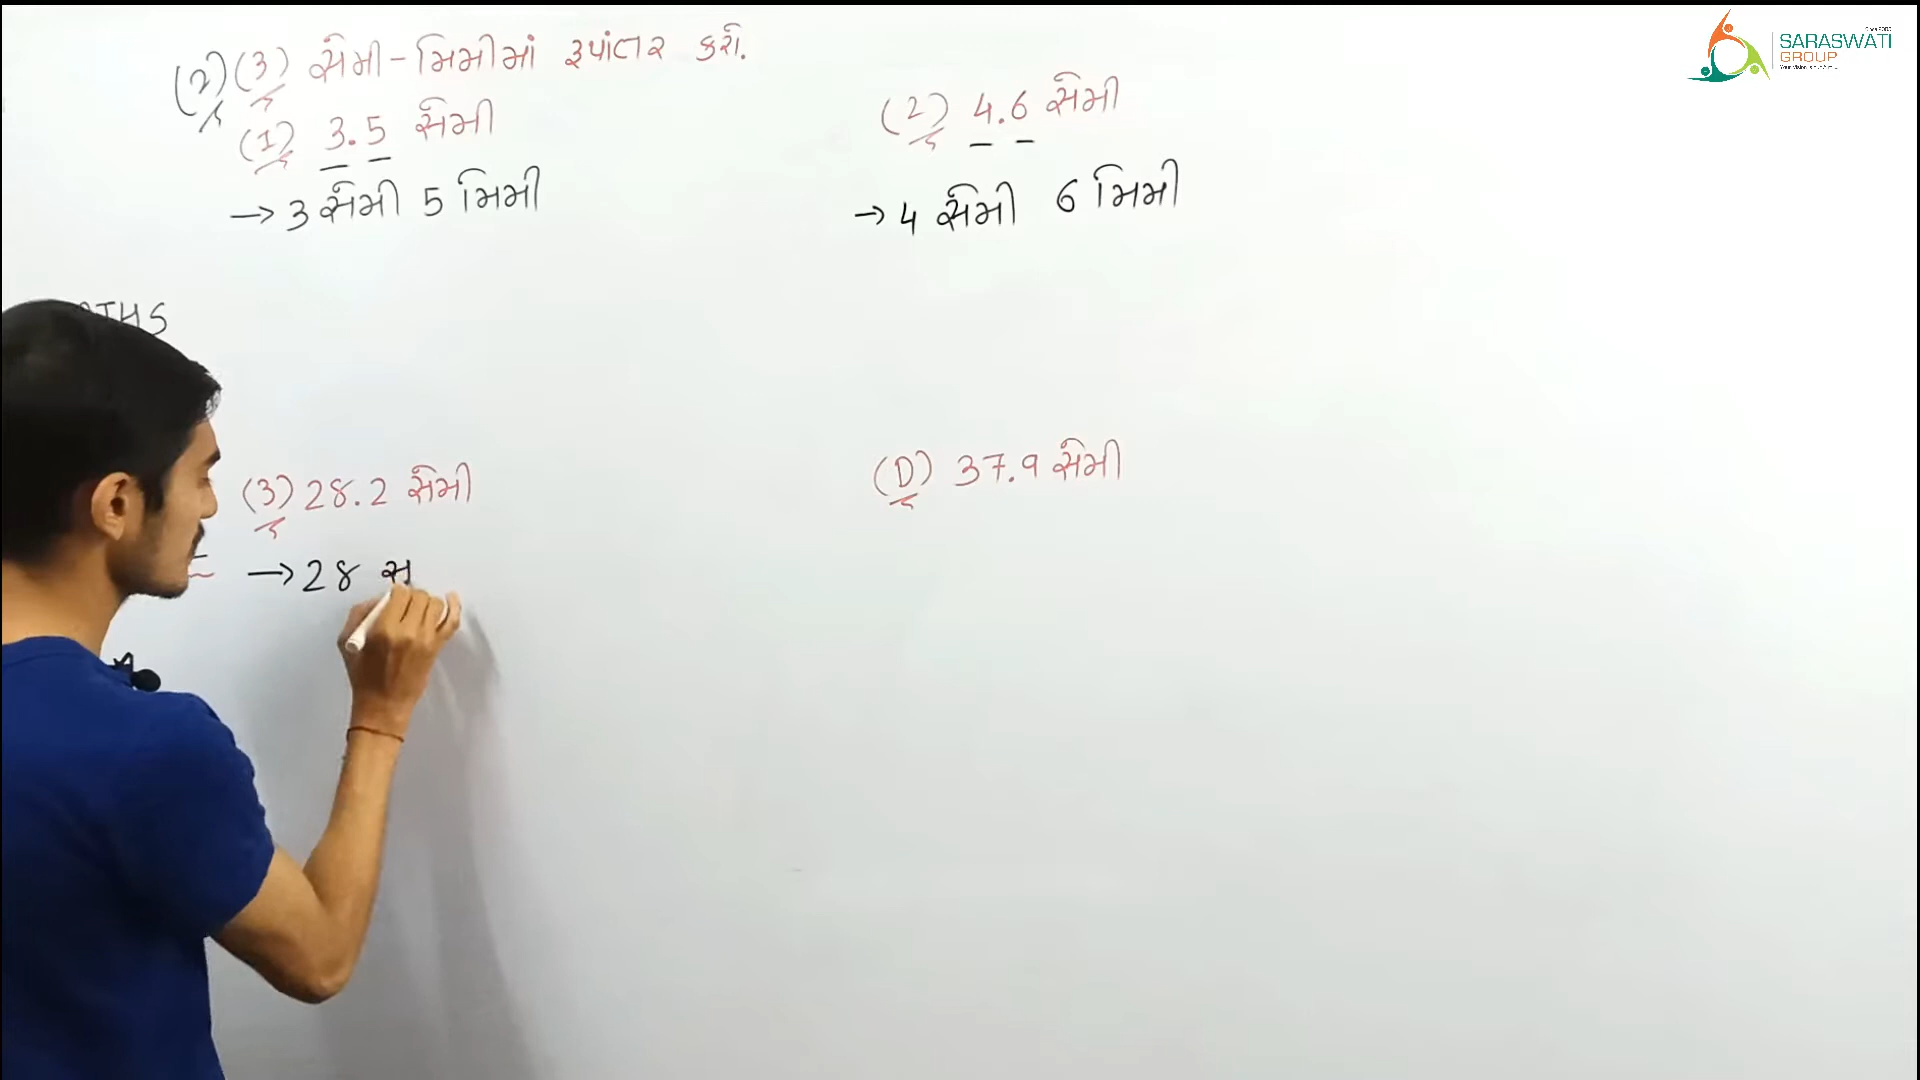 (2) (3) સેંમી - મિમીમાં રૂપાંતર કરો.
(1) 3.5 સેંમી
→ 3 સેંમી 5 મિમી
(2) 4.6 સેંમી
→ 4 સેંમી 6 મિમી
(3) 28.2 સેંમી
→ 28 સ
(D) 37.9 સેંમી
SARASWATI
GROUP